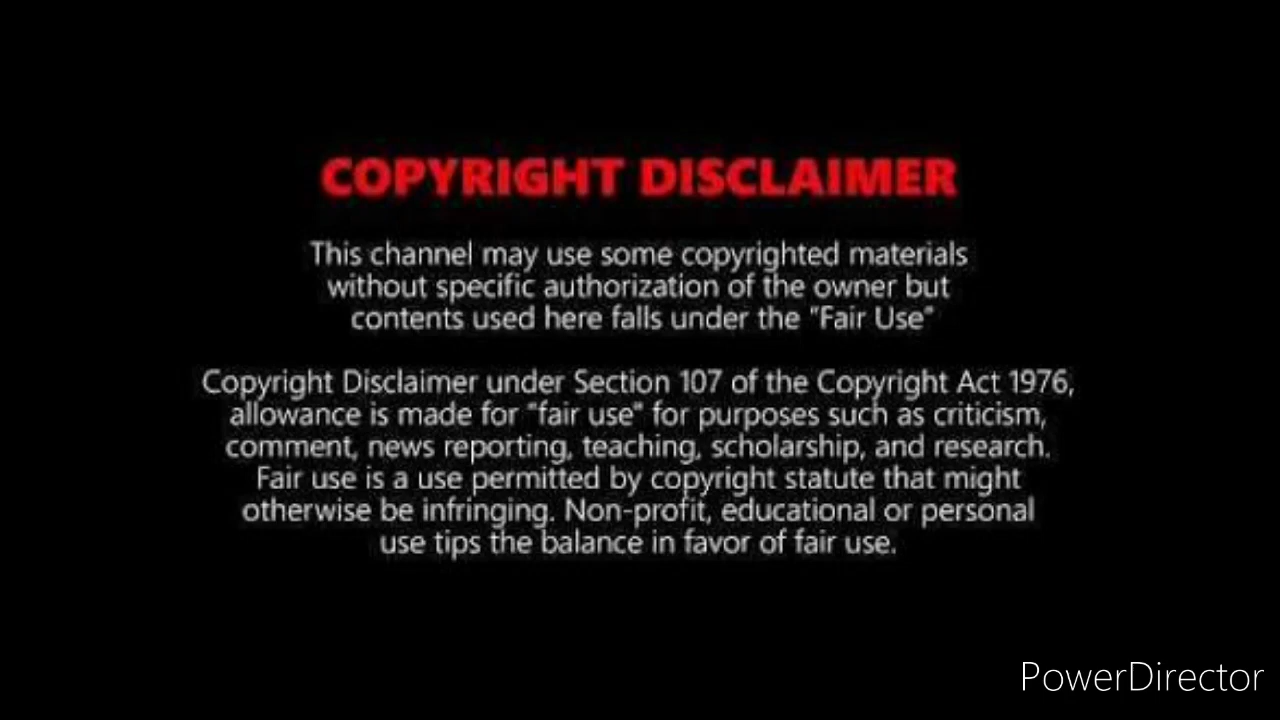 COPYRIGHT DISCLAIMER
This channel may use some copyrighted materials
without specific authorization of the owner but
contents used here falls under the "Fair Use"
Copyright Disclaimer under Section 107 of the Copyright Act 1976,
allowance is made for "fair use" for purposes such as criticism,
comment, news reporting, teaching, scholarship, and research.
Fair use is a use permitted by copyright statute that might
otherwise be infringing. Non-profit, educational or personal
use tips the balance in favor of fair use.
PowerDirector